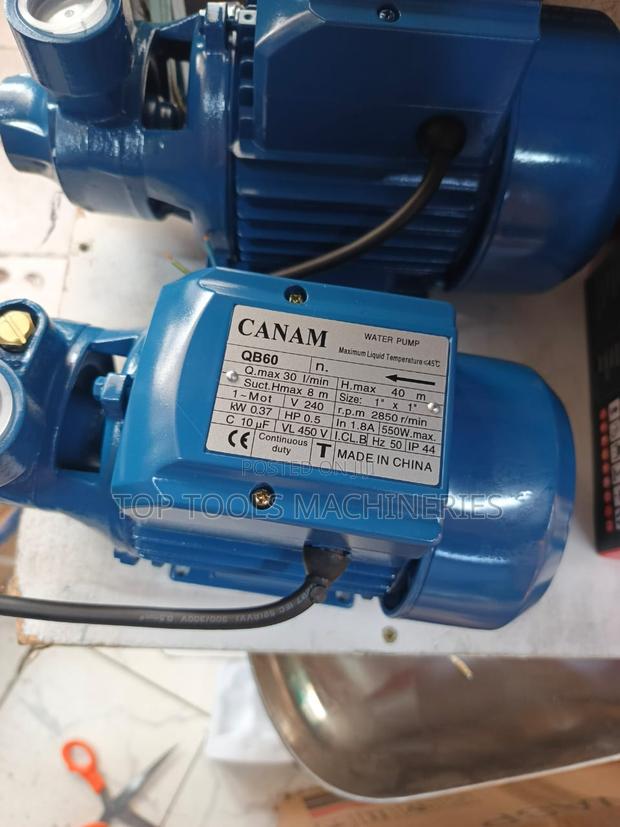 CANAM WATER PUMP
Maximum Liquid Temperature<45℃
QB60 n.
Q.max 30 l/min H.max 40 m
Suct.Hmax 8 m Size: 1" x 1"
1~Mot V 240 r.p.m 2850 r/min
kW 0.37 HP 0.5 In 1.8A 550W.max.
C 10 µF VL 450 V I.CL.B Hz 50 IP 44
CE Continuous duty T MADE IN CHINA
POSTED ON JIJI
TOP TOOLS MACHINERIES